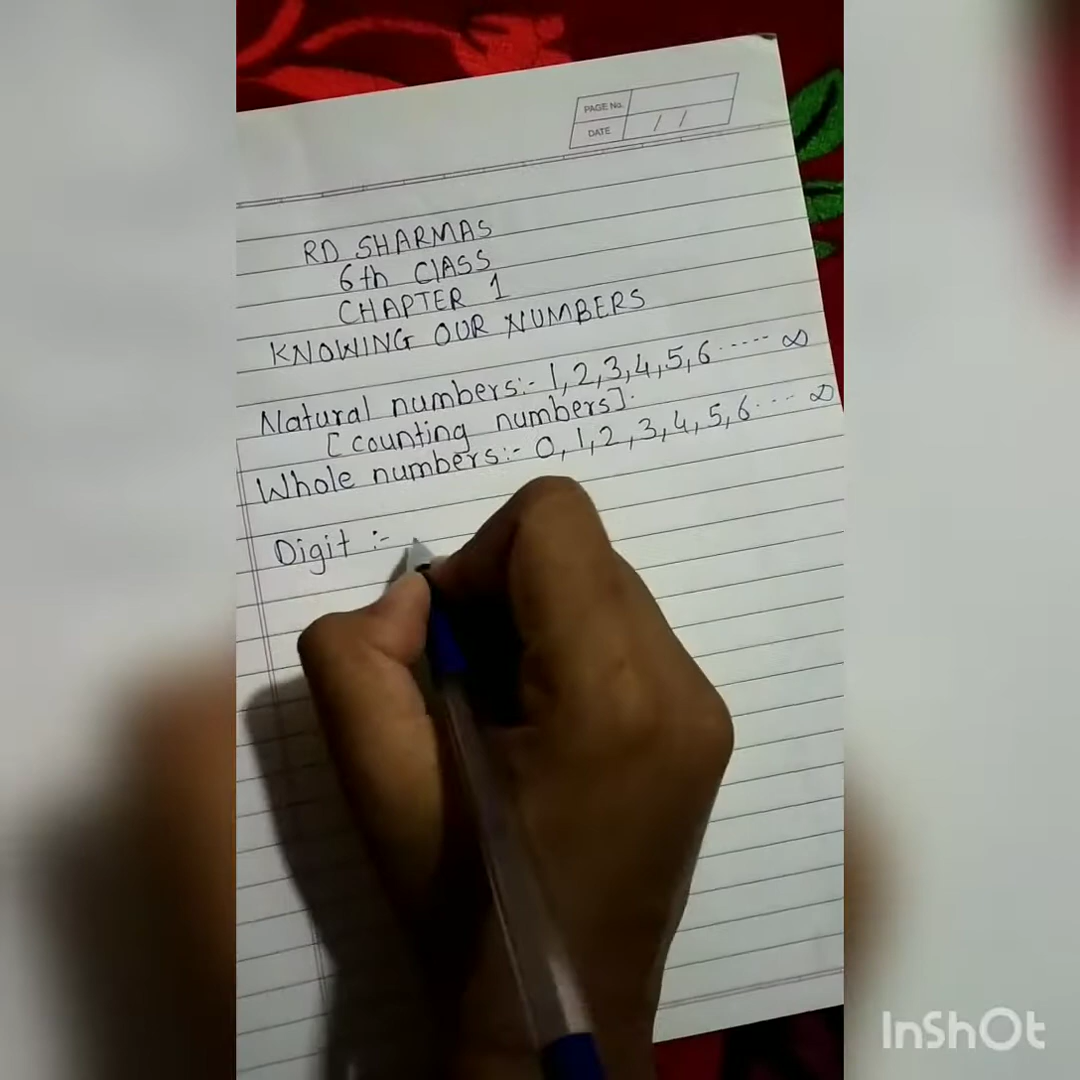 PAGE No.
DATE / /
RD SHARMAS
6th ClASS
CHAPTER 1
KNOWING OUR NUMBERS
Natural numbers:- 1,2,3,4,5,6 ..... ∞
[counting numbers].
Whole numbers:- 0,1,2,3,4,5,6 .... ∞
Digit :-
InShOt